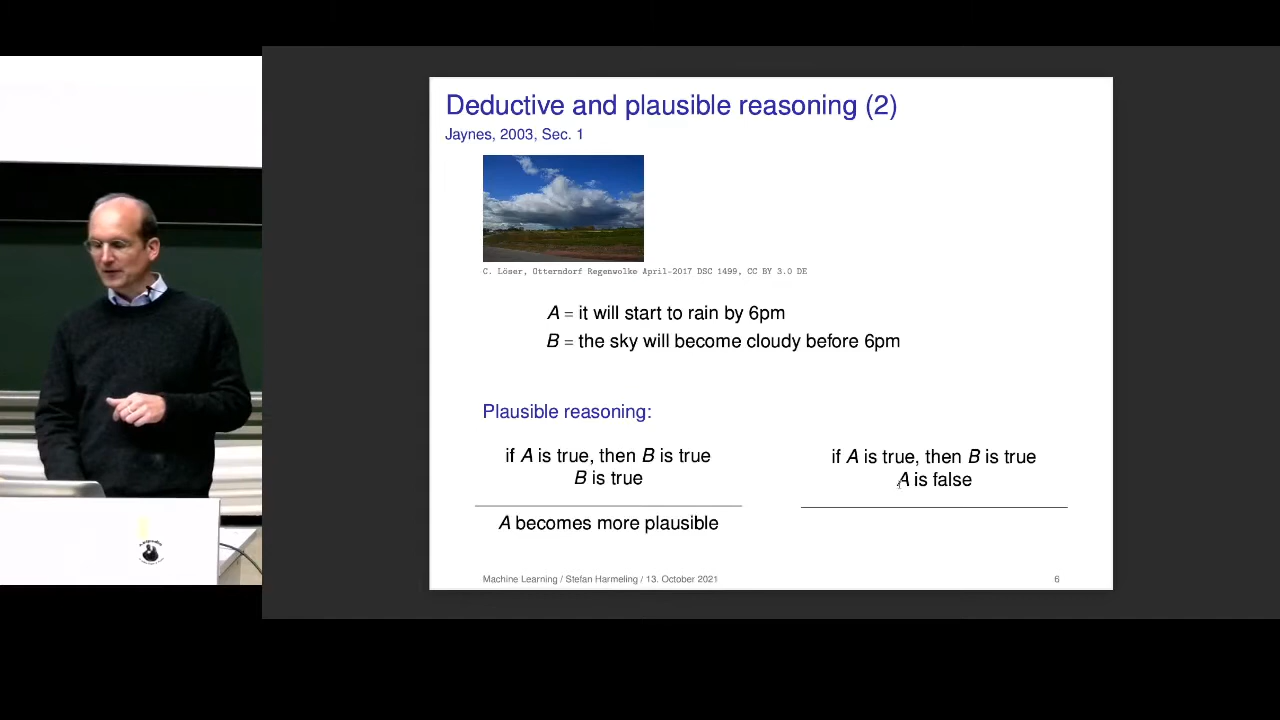 Deductive and plausible reasoning (2)
Jaynes, 2003, Sec. 1
C. Löser, Otterndorf Regenwolke April-2017 DSC 1499, CC BY 3.0 DE
A = it will start to rain by 6pm
B = the sky will become cloudy before 6pm
Plausible reasoning:
if A is true, then B is true
B is true
A becomes more plausible
if A is true, then B is true
A is false
Machine Learning / Stefan Harmeling / 13. October 2021
6